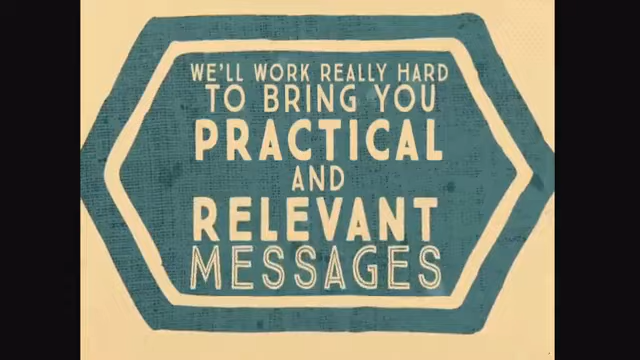 WE'LL WORK REALLY HARD
TO BRING YOU
PRACTICAL
AND
RELEVANT
MESSAGES